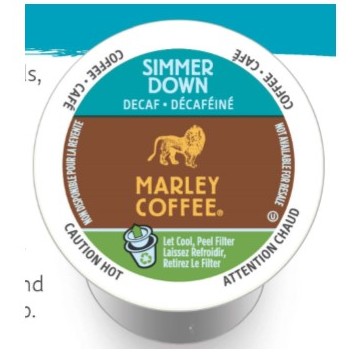 ls,
COFFEE • CAFÉ
SIMMER
DOWN
DECAF • DÉCAFÉINÉ
COFFEE • CAFÉ
NON DISPONIBLE POUR LA REVENTE
NOT AVAILABLE FOR RESALE
MARLEY
COFFEE®
U
Let Cool, Peel Filter
Laissez Refroidir,
Retirez Le Filter
CAUTION HOT
ATTENTION CHAUD
nd